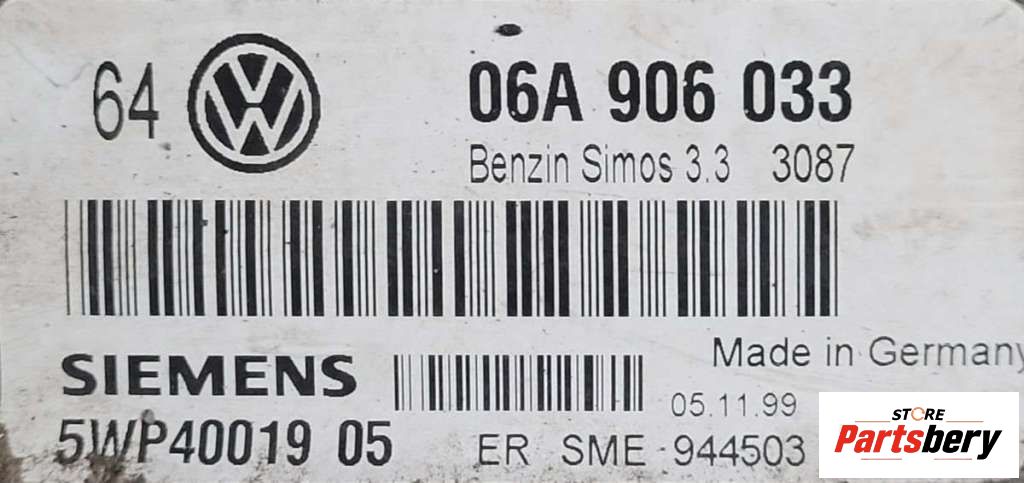 64 VW 06A 906 033
Benzin Simos 3.3 3087
SIEMENS
Made in Germany
05.11.99
5WP40019 05
ER SME 944503
STORE
Partsbery